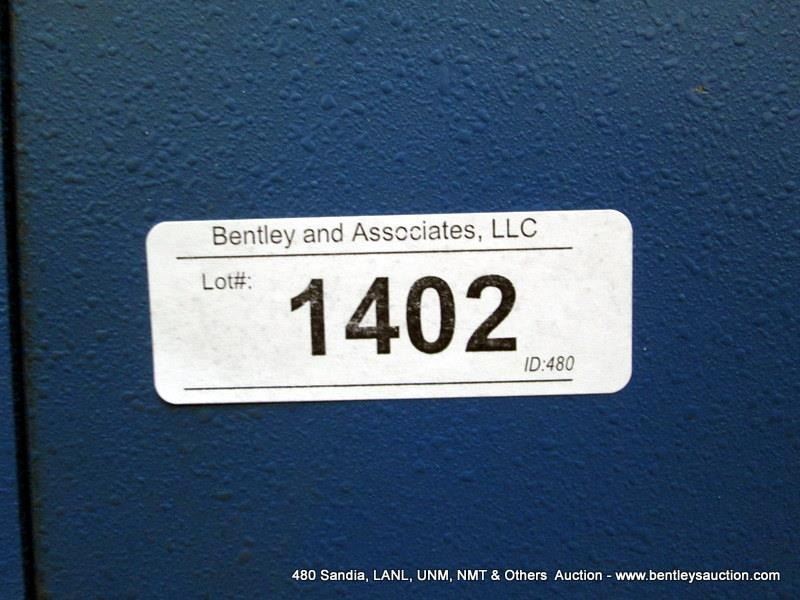 Bentley and Associates, LLC
Lot#:
1402
ID:480
480 Sandia, LANL, UNM, NMT & Others Auction - www.bentleysauction.com